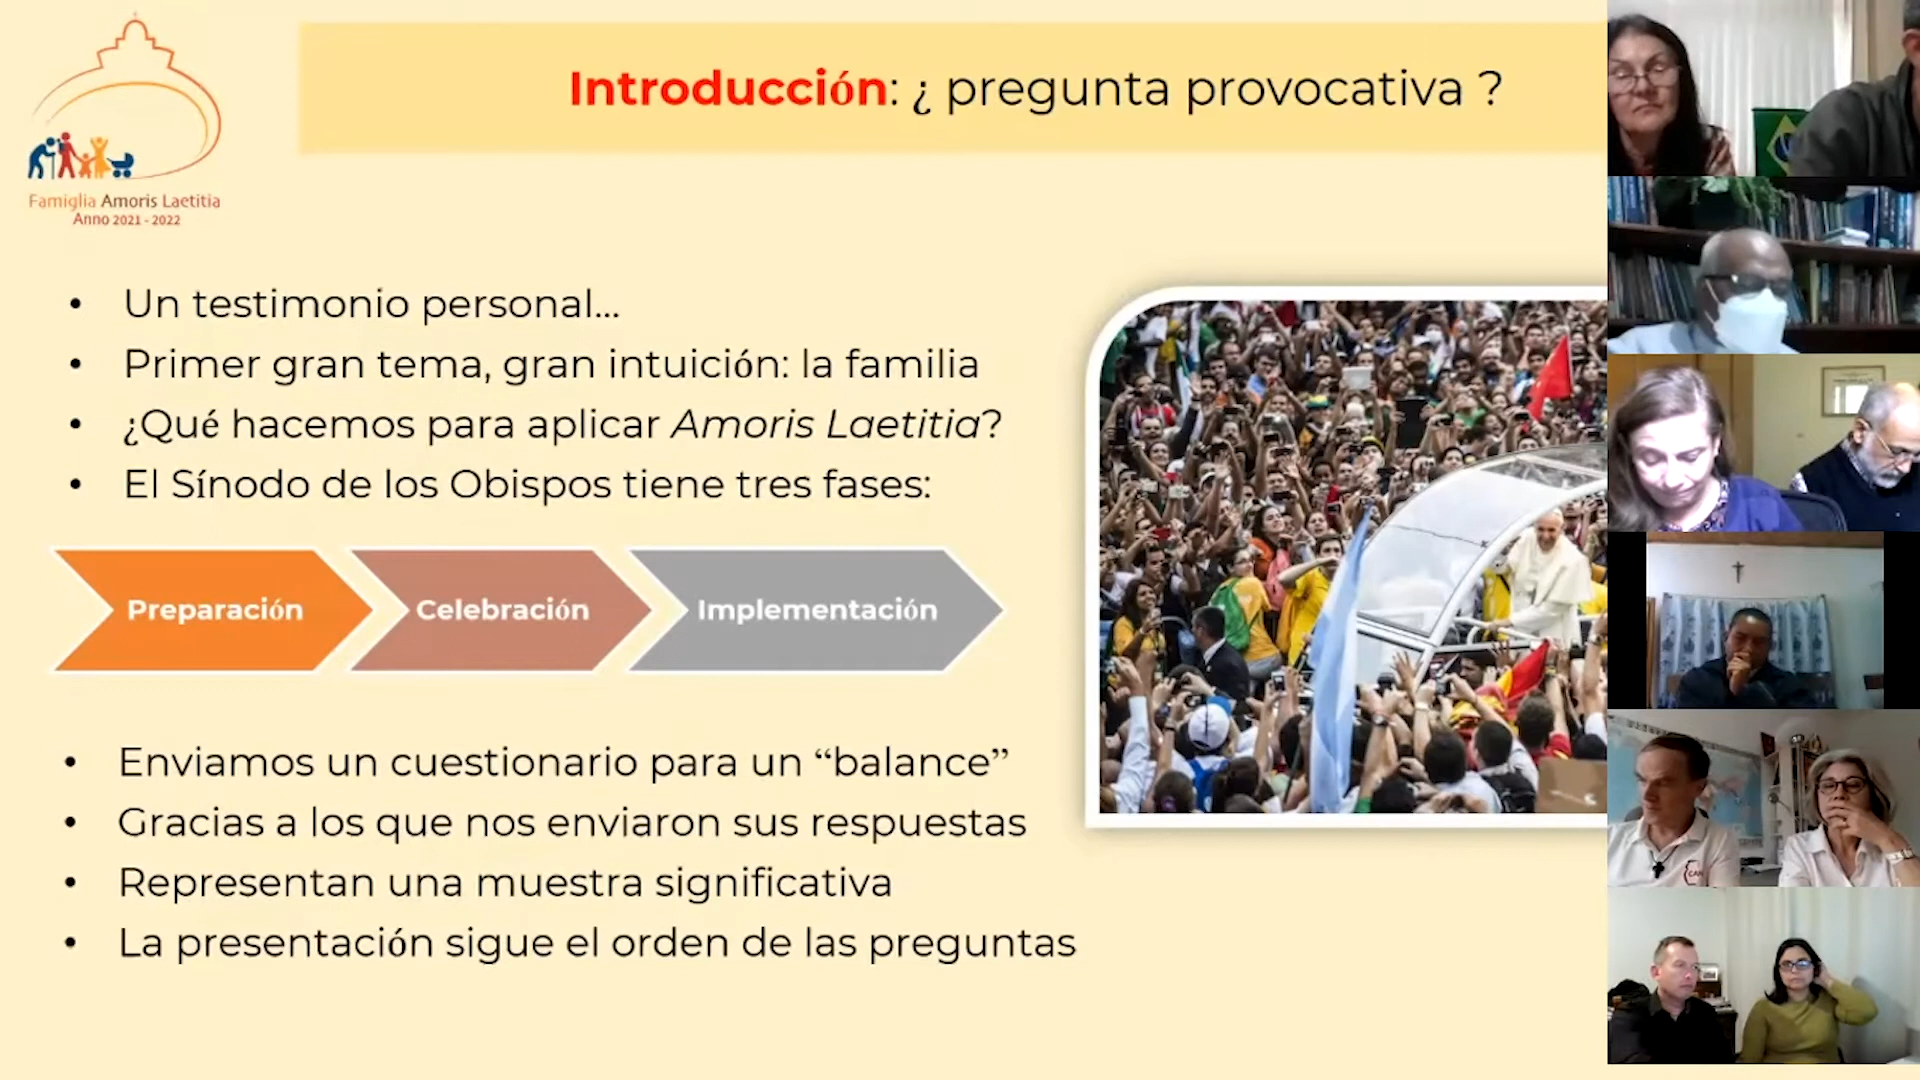 Introducción: ¿ pregunta provocativa ?
Famiglia Amoris Laetitia
Anno 2021 - 2022
• Un testimonio personal...
• Primer gran tema, gran intuición: la familia
• ¿Qué hacemos para aplicar Amoris Laetitia?
• El Sínodo de los Obispos tiene tres fases:
Preparación
Celebración
Implementación
• Enviamos un cuestionario para un “balance”
• Gracias a los que nos enviaron sus respuestas
• Representan una muestra significativa
• La presentación sigue el orden de las preguntas